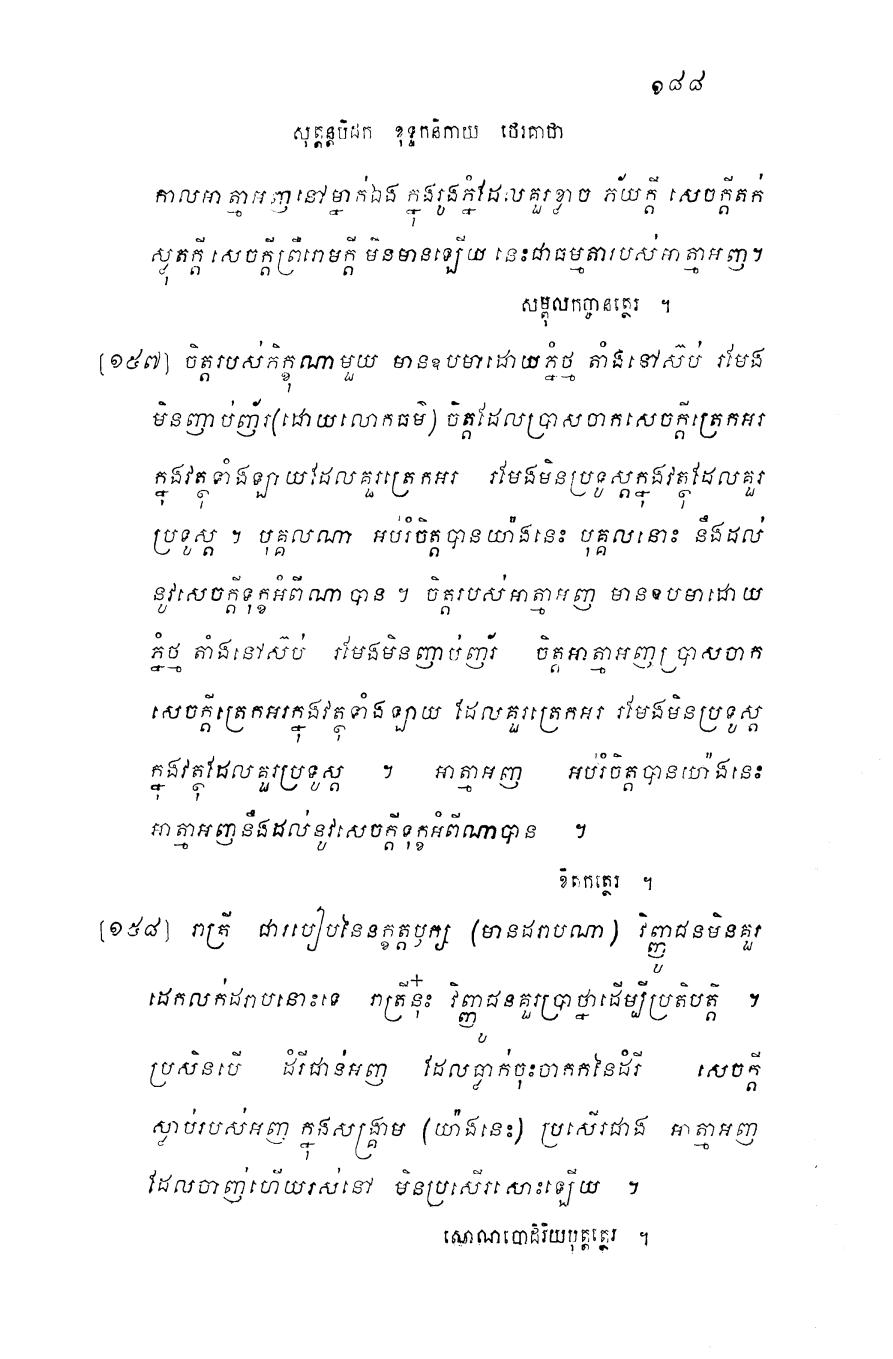 ១៨៨
សុត្តន្តបិដក ខុទ្ទកនិកាយ ថេរគាថា
កាលអាត្មាអញនៅម្នាក់ឯង ក្នុងរូងភ្នំដែលគួរខ្លាច ភ័យក្តី សេចក្តីតក់
ស្លុតក្តី សេចក្តីព្រឺរោមក្តី មិនមានឡើយ នេះជាធម្មតារបស់អាត្មាអញ។
សម្ពុលកច្ចានត្ថេរ ។
[១៥៧] ចិត្តរបស់ភិក្ខុណាមួយ មានឧបមាដោយភ្នំថ្ម តាំងនៅស៊ប់ រមែង
មិនញាប់ញ័រ(ដោយលោកធម៌) ចិត្តដែលប្រាសចាកសេចក្តីត្រេកអរ
ក្នុងវត្ថុទាំងឡាយដែលគួរត្រេកអរ រមែងមិនប្រទូស្តក្នុងវត្ថុដែលគួរ
ប្រទូស្ត ។ បុគ្គលណា អប់រំចិត្តបានយ៉ាងនេះ បុគ្គលនោះ នឹងដល់
នូវសេចក្តីទុក្ខអំពីណាបាន ។ ចិត្តរបស់អាត្មាអញ មានឧបមាដោយ
ភ្នំថ្ម តាំងនៅស៊ប់ រមែងមិនញាប់ញ័រ ចិត្តអាត្មាអញប្រាសចាក
សេចក្តីត្រេកអរក្នុងវត្ថុទាំងឡាយ ដែលគួរត្រេកអរ រមែងមិនប្រទូស្ត
ក្នុងវត្ថុដែលគួរប្រទូស្ត ។ អាត្មាអញ អប់រំចិត្តបានយ៉ាងនេះ
អាត្មាអញនឹងដល់នូវសេចក្តីទុក្ខអំពីណាបាន ។
ខិតកត្ថេរ ។
[១៥៨] រាត្រី ជារបៀបនៃនក្ខត្តឫក្ស (មានដរាបណា) វិញ្ញូជនមិនគួរ
ដេកលក់ដរាបនោះទេ រាត្រីនុ៎ះ វិញ្ញូជនគួរប្រាថ្នាដើម្បីប្រតិបត្តិ ។
ប្រសិនបើ ដំរីជាន់អញ ដែលធ្លាក់ចុះចាកកនៃដំរី សេចក្តី
ស្លាប់របស់អញ ក្នុងសង្គ្រាម (យ៉ាងនេះ) ប្រសើរជាង អាត្មាអញ
ដែលចាញ់ហើយរស់នៅ មិនប្រសើរសោះឡើយ ។
សោណបោដិរិយបុត្តត្ថេរ ។